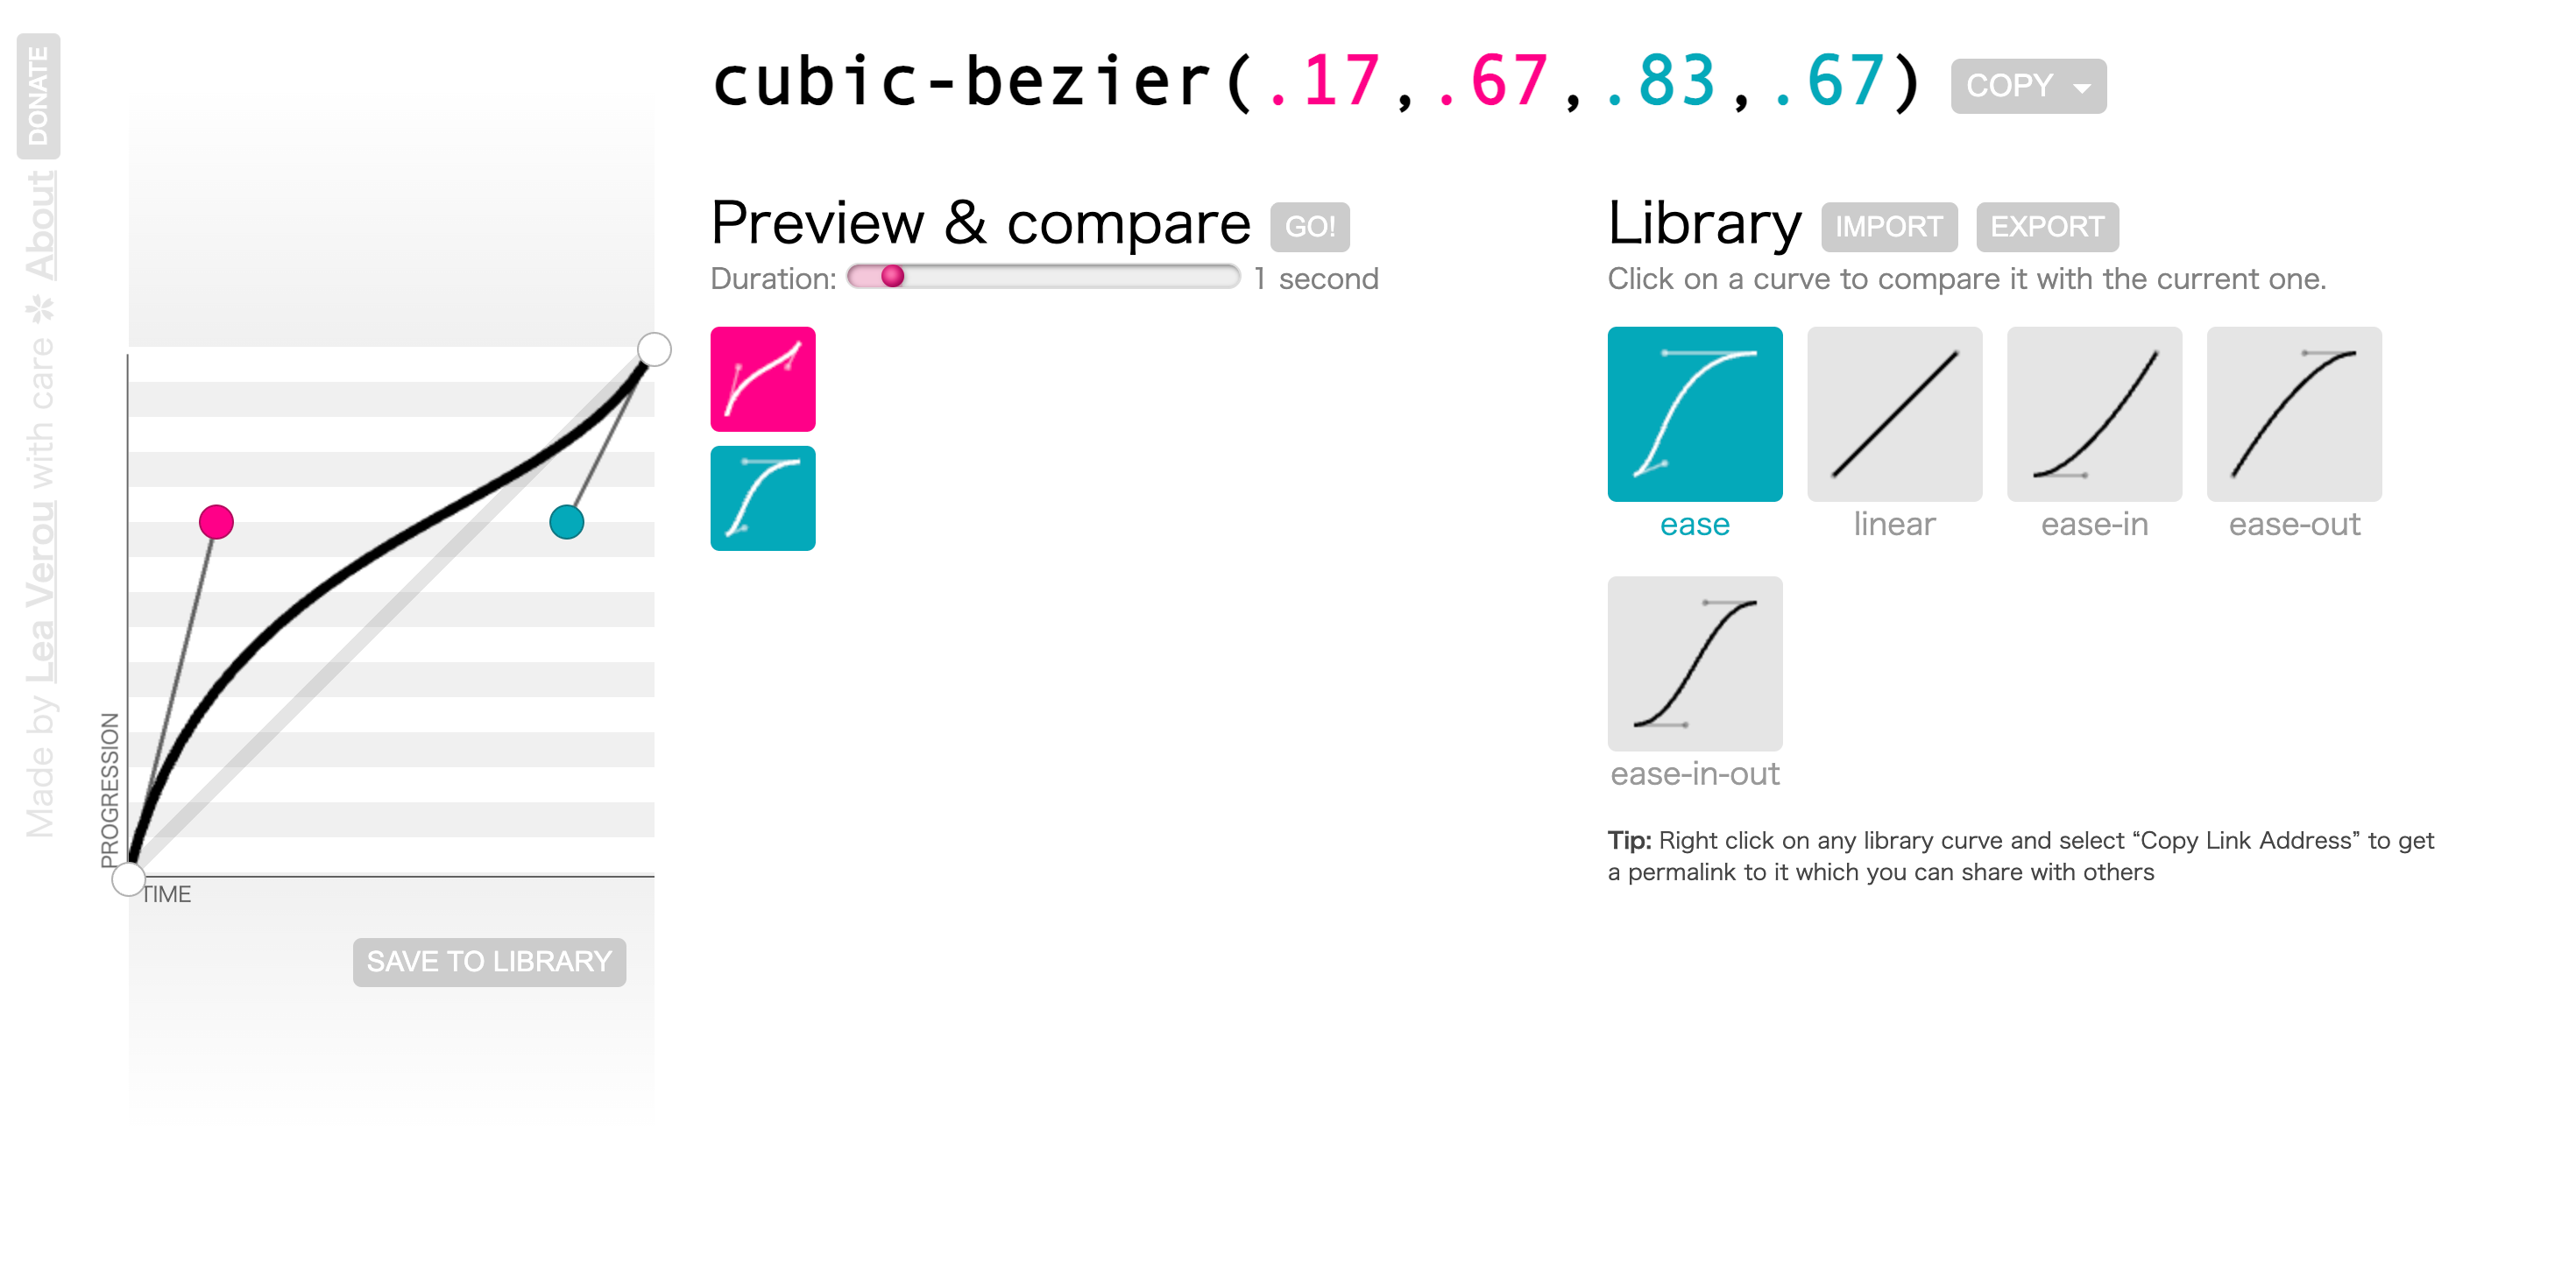 DONATE
Made by Lea Verou with care ✲ About
cubic-bezier(.17,.67,.83,.67)
COPY
Preview & compare
GO!
Duration:
1 second
Library
IMPORT
EXPORT
Click on a curve to compare it with the current one.
ease
linear
ease-in
ease-out
ease-in-out
Tip: Right click on any library curve and select “Copy Link Address” to get
a permalink to it which you can share with others
PROGRESSION
TIME
SAVE TO LIBRARY